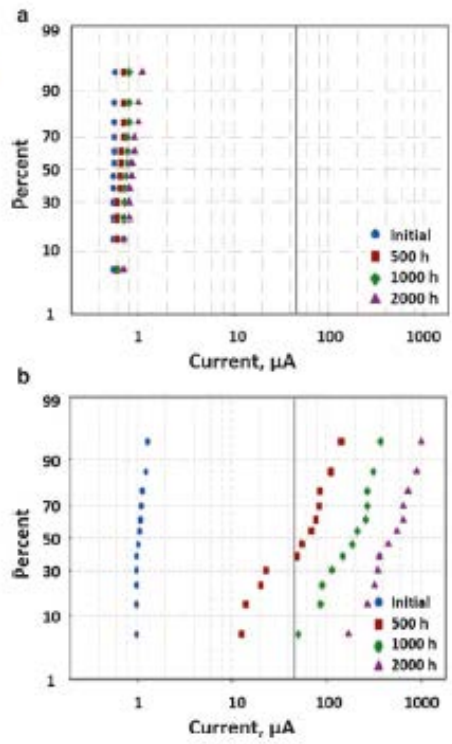 a
99
90
70
50
30
10
1
Percent
Initial
500 h
1000 h
2000 h
1 10 100 1000
Current, µA
b
99
90
70
50
30
10
1
Percent
Initial
500 h
1000 h
2000 h
1 10 100 1000
Current, µA